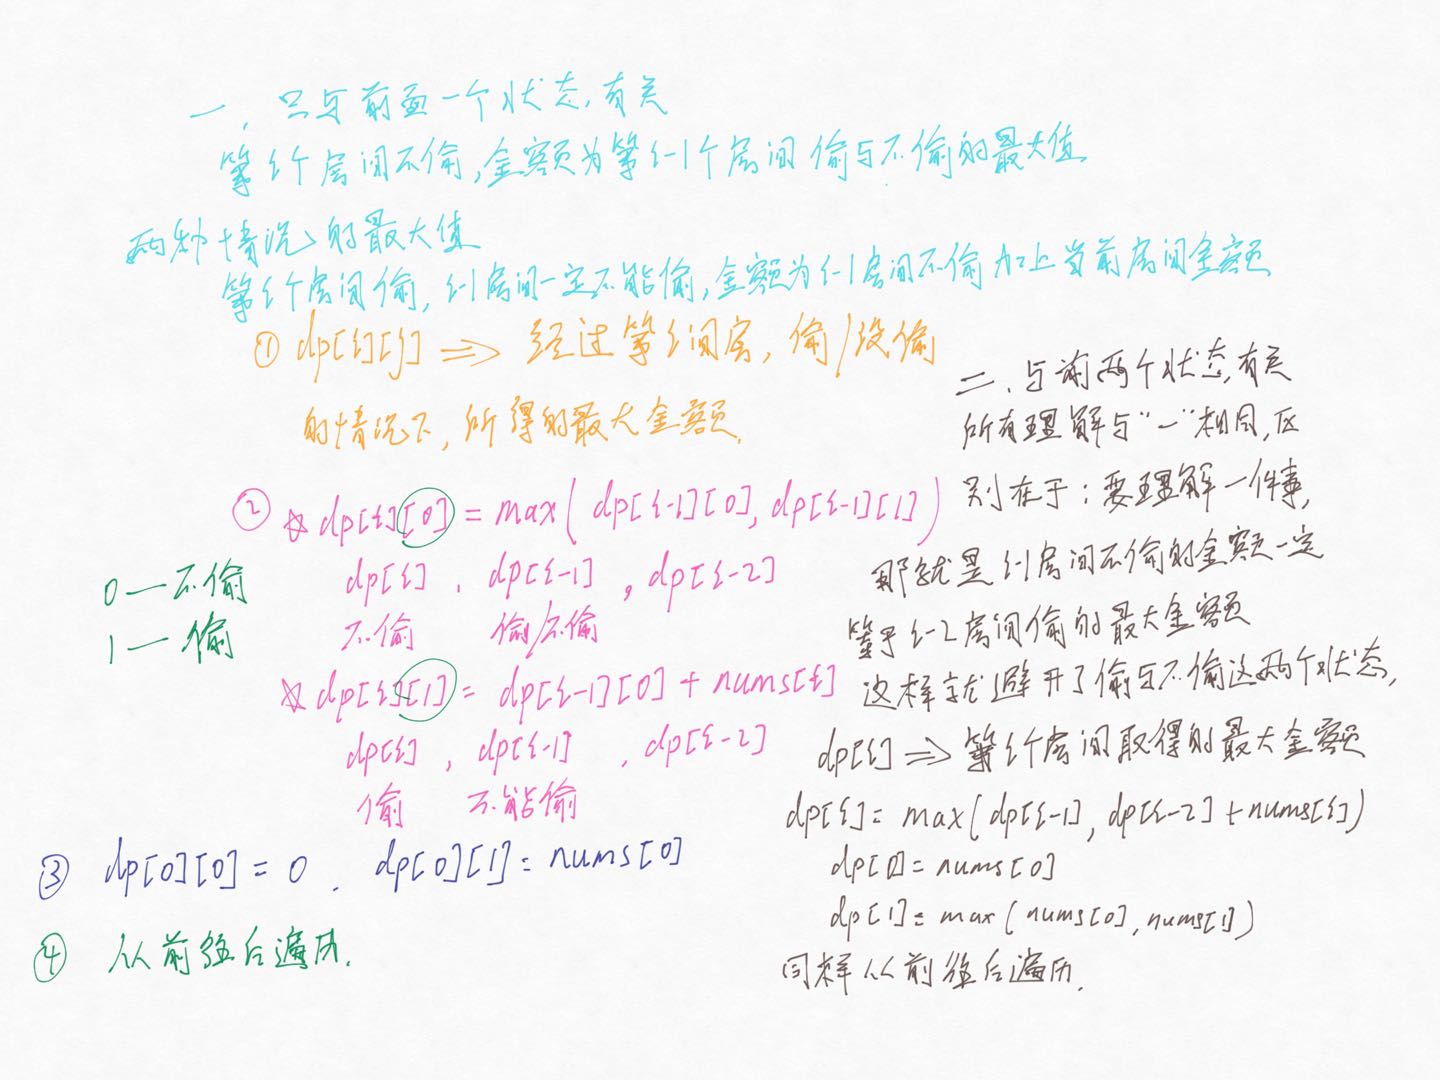 一，只与前面一个状态有关
第i个房间不偷，金额为第i-1个房间偷与不偷的最大值
两种情况的最大值
第i个房间偷，i-1房间一定不能偷，金额为i-1房间不偷加上当前房间金额
① dp[i][j] => 经过第i间房，偷/没偷
的情况下，所得的最大金额.
② ☆ dp[i][0] = max( dp[i-1][0], dp[i-1][1] )
0—不偷
1—偷
dp[i] , dp[i-1] , dp[i-2]
不偷 偷/不偷
☆ dp[i][1] = dp[i-1][0] + nums[i]
dp[i] , dp[i-1] , dp[i-2]
偷 不能偷
③ dp[0][0] = 0 , dp[0][1] = nums[0]
④ 从前往后遍历.
二、与前两个状态有关
所有理解与“一”相同,区
别在于：要理解一件事,
那就是i-1房间不偷的金额一定
等于i-2房间偷的最大金额
这样就避开了偷与不偷这两个状态,
dp[i] => 第i个房间取得的最大金额
dp[i] = max( dp[i-1] , dp[i-2] + nums[i] )
dp[0] = nums[0]
dp[1] = max( nums[0] , nums[1] )
同样从前往后遍历.